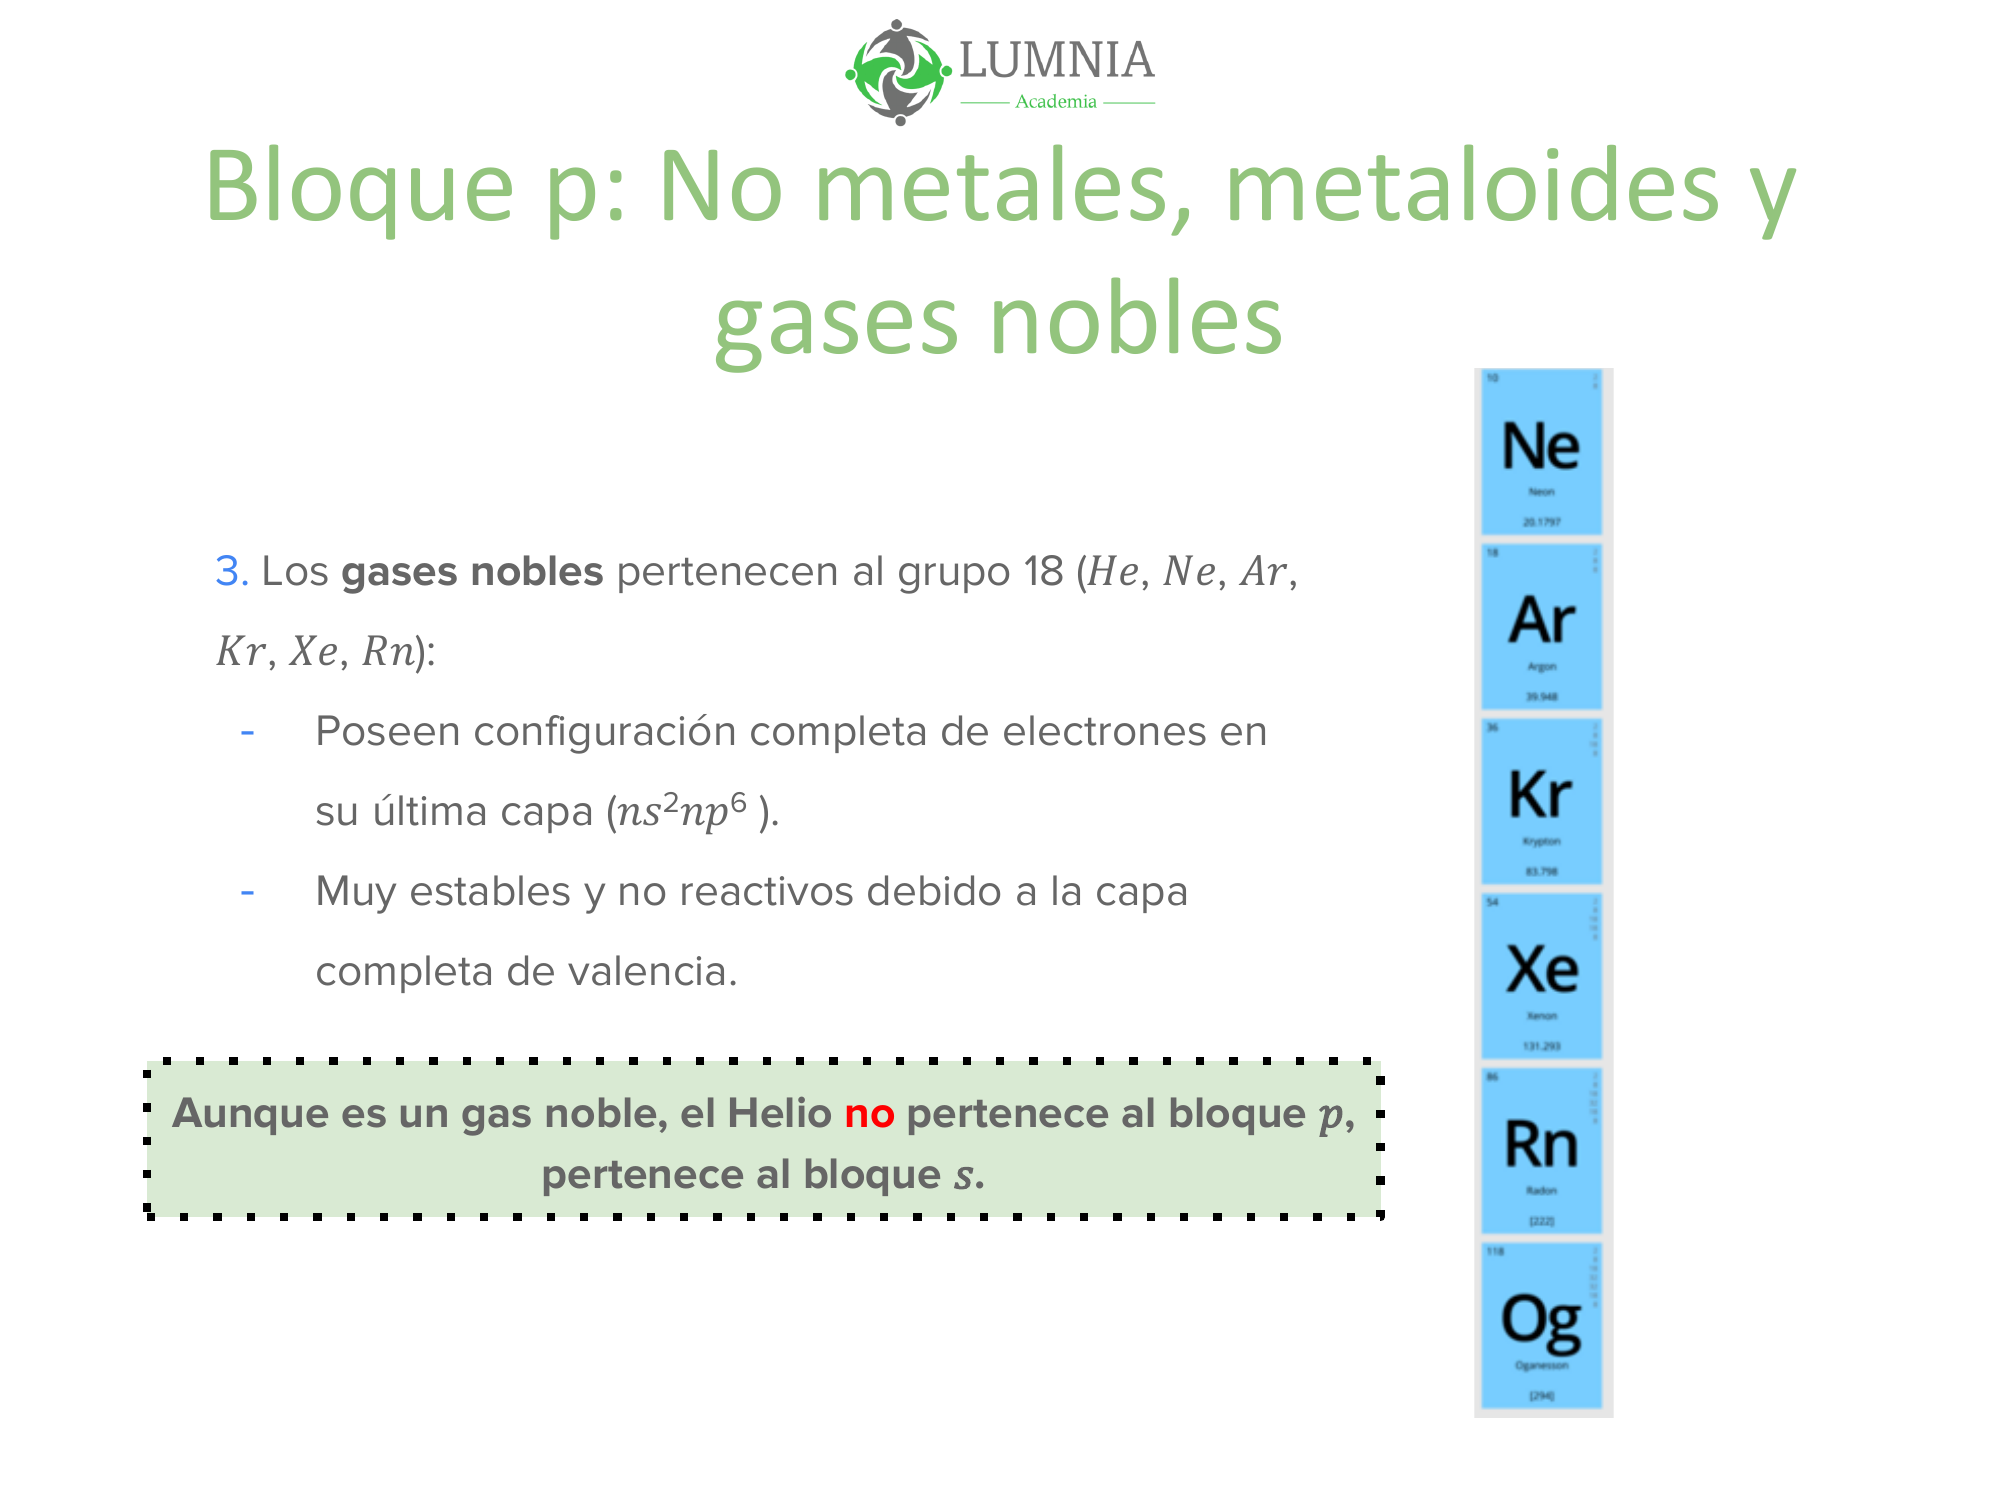 LUMNIA
Academia
Bloque p: No metales, metaloides y
gases nobles
3. Los gases nobles pertenecen al grupo 18 (He, Ne, Ar,
Kr, Xe, Rn):
- Poseen configuración completa de electrones en
su última capa (ns²np⁶ ).
- Muy estables y no reactivos debido a la capa
completa de valencia.
Aunque es un gas noble, el Helio no pertenece al bloque p,
pertenece al bloque s.
10
Ne
Neon
20.1797
18
Ar
Argon
39.948
36
Kr
Krypton
83.798
54
Xe
Xenon
131.293
86
Rn
Radon
[222]
118
Og
Oganesson
[294]